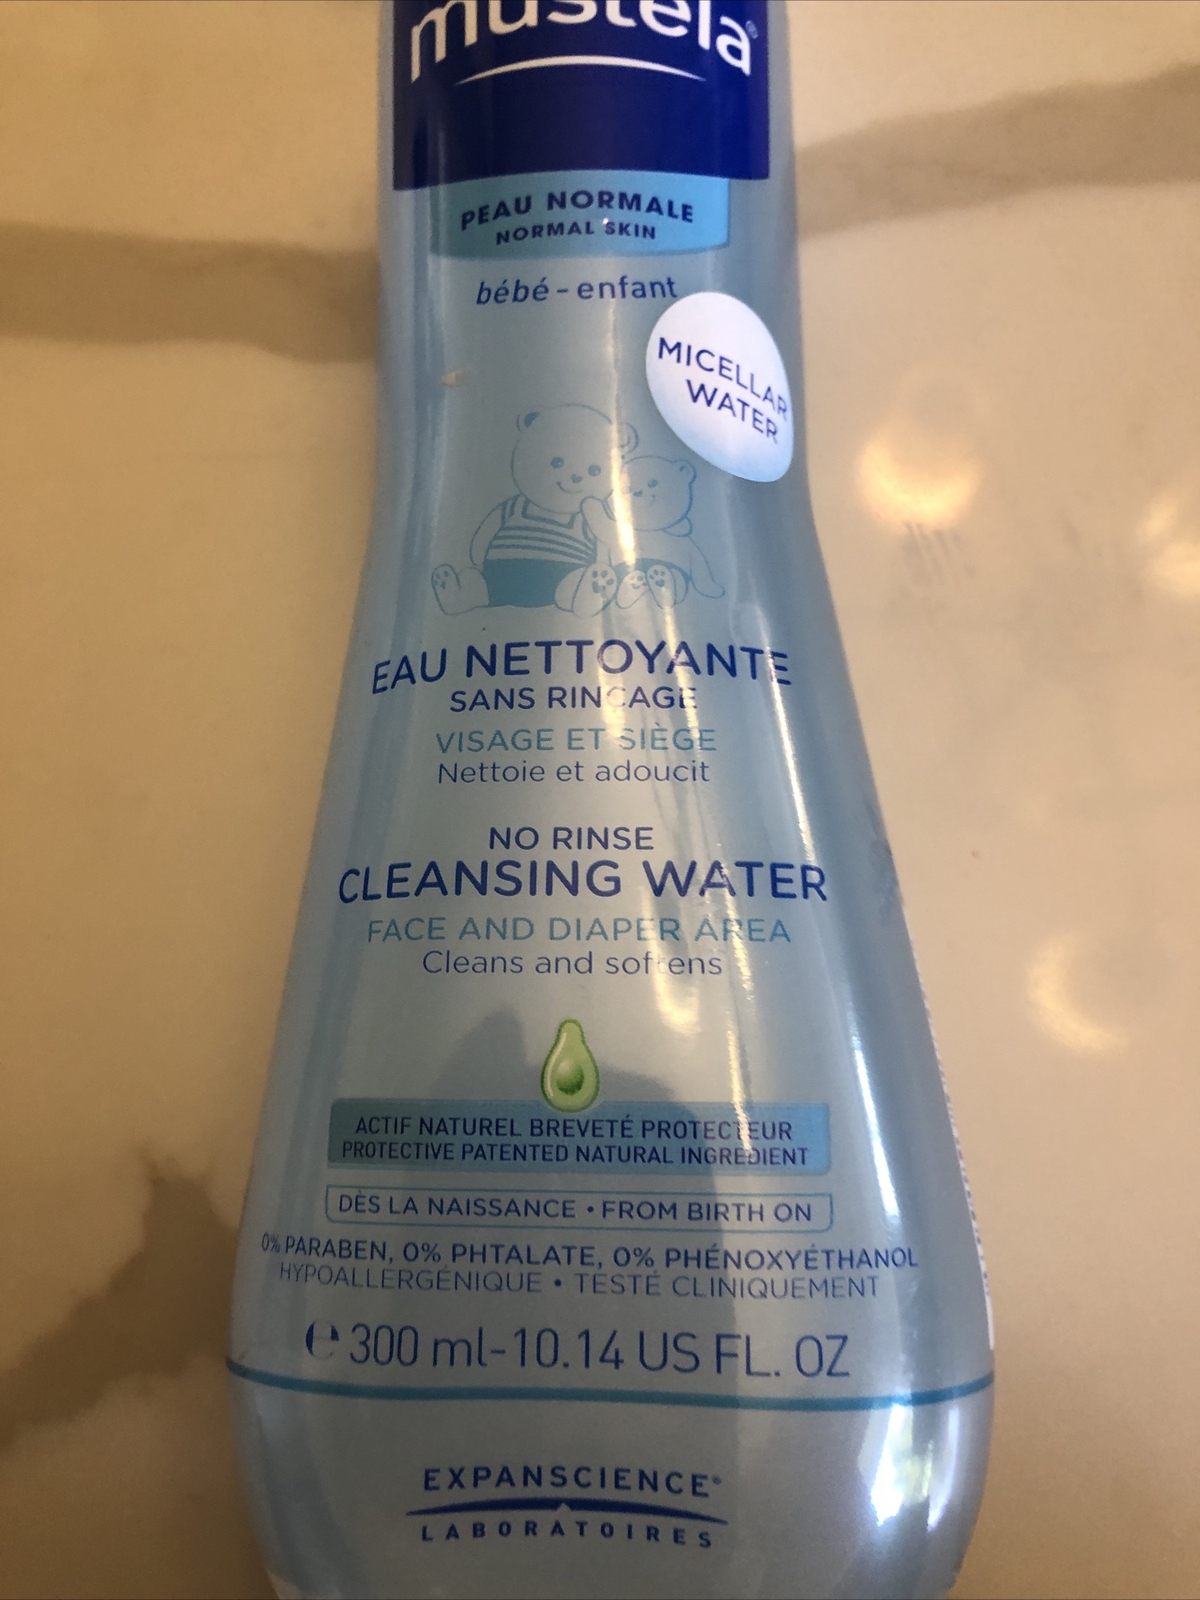 mustela®
PEAU NORMALE
NORMAL SKIN
bébé - enfant
MICELLAR
WATER
EAU NETTOYANTE
SANS RINÇAGE
VISAGE ET SIÈGE
Nettoie et adoucit
NO RINSE
CLEANSING WATER
FACE AND DIAPER AREA
Cleans and softens
ACTIF NATUREL BREVETÉ PROTECTEUR
PROTECTIVE PATENTED NATURAL INGREDIENT
DÈS LA NAISSANCE • FROM BIRTH ON
0% PARABEN, 0% PHTALATE, 0% PHÉNOXYÉTHANOL
HYPOALLERGÉNIQUE • TESTÉ CLINIQUEMENT
℮ 300 ml-10.14 US FL. OZ
EXPANSCIENCE®
LABORATOIRES